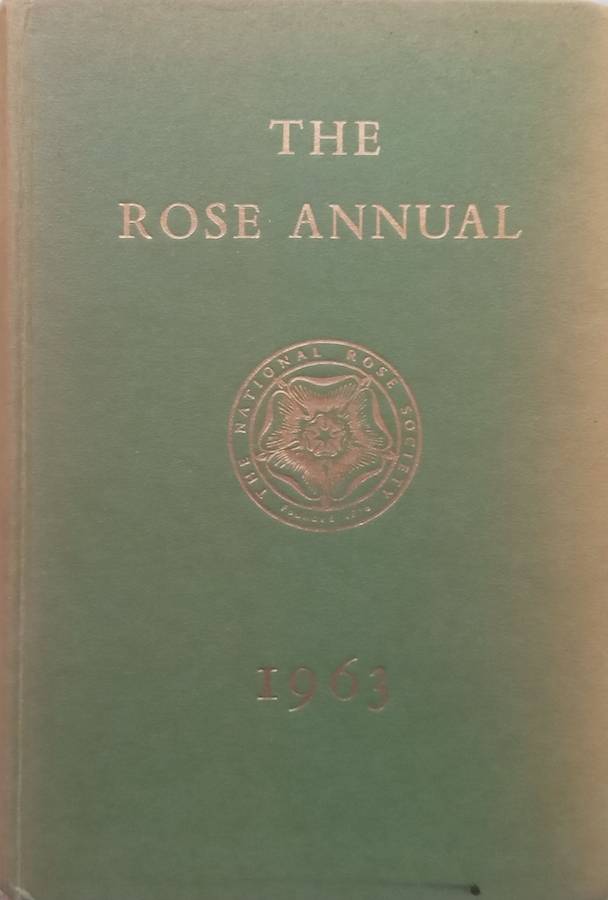 THE
ROSE ANNUAL
THE NATIONAL ROSE SOCIETY
1963